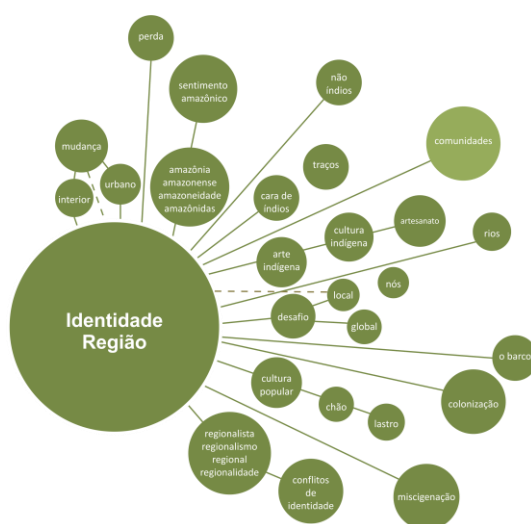 perda
sentimento
amazônico
não
índios
mudança
comunidades
urbano
interior
amazônia
amazonense
amazoneidade
amazônidas
traços
cara de
índios
cultura
indígena
artesanato
rios
arte
indígena
nós
local
desafio
global
Identidade
Região
o barco
cultura
popular
colonização
chão
lastro
regionalista
regionalismo
regional
regionalidade
conflitos
de
identidade
miscigenação